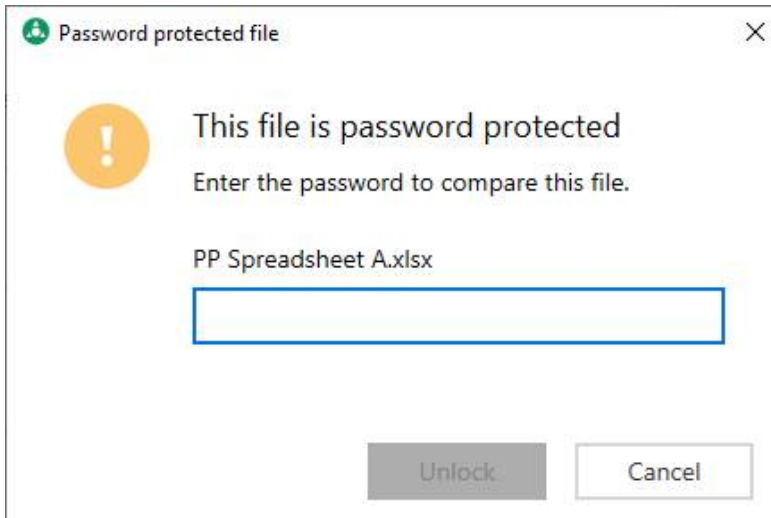 Password protected file
This file is password protected
Enter the password to compare this file.
PP Spreadsheet A.xlsx
Unlock
Cancel